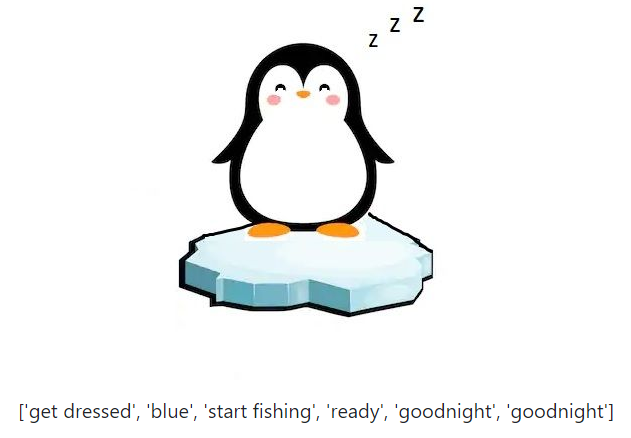 z z z
['get dressed', 'blue', 'start fishing', 'ready', 'goodnight', 'goodnight']